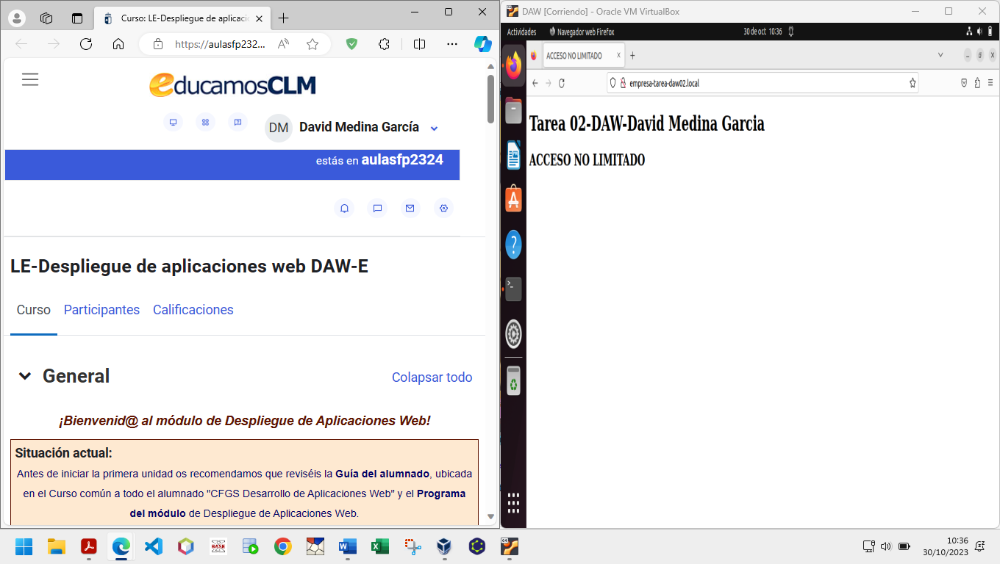 Curso: LE-Despliegue de aplicaci
https://aulasfp232...
educamosCLM
DM David Medina García
estás en aulasfp2324
LE-Despliegue de aplicaciones web DAW-E
Curso Participantes Calificaciones
General Colapsar todo
¡Bienvenid@ al módulo de Despliegue de Aplicaciones Web!
Situación actual:
Antes de iniciar la primera unidad os recomendamos que reviséis la Guía del alumnado, ubicada
en el Curso común a todo el alumnado "CFGS Desarrollo de Aplicaciones Web" y el Programa
del módulo de Despliegue de Aplicaciones Web.
DAW [Corriendo] - Oracle VM VirtualBox
Actividades Navegador web Firefox 30 de oct 10:36
ACCESO NO LIMITADO
empresa-tarea-daw02.local
Tarea 02-DAW-David Medina Garcia
ACCESO NO LIMITADO
10:36
30/10/2023